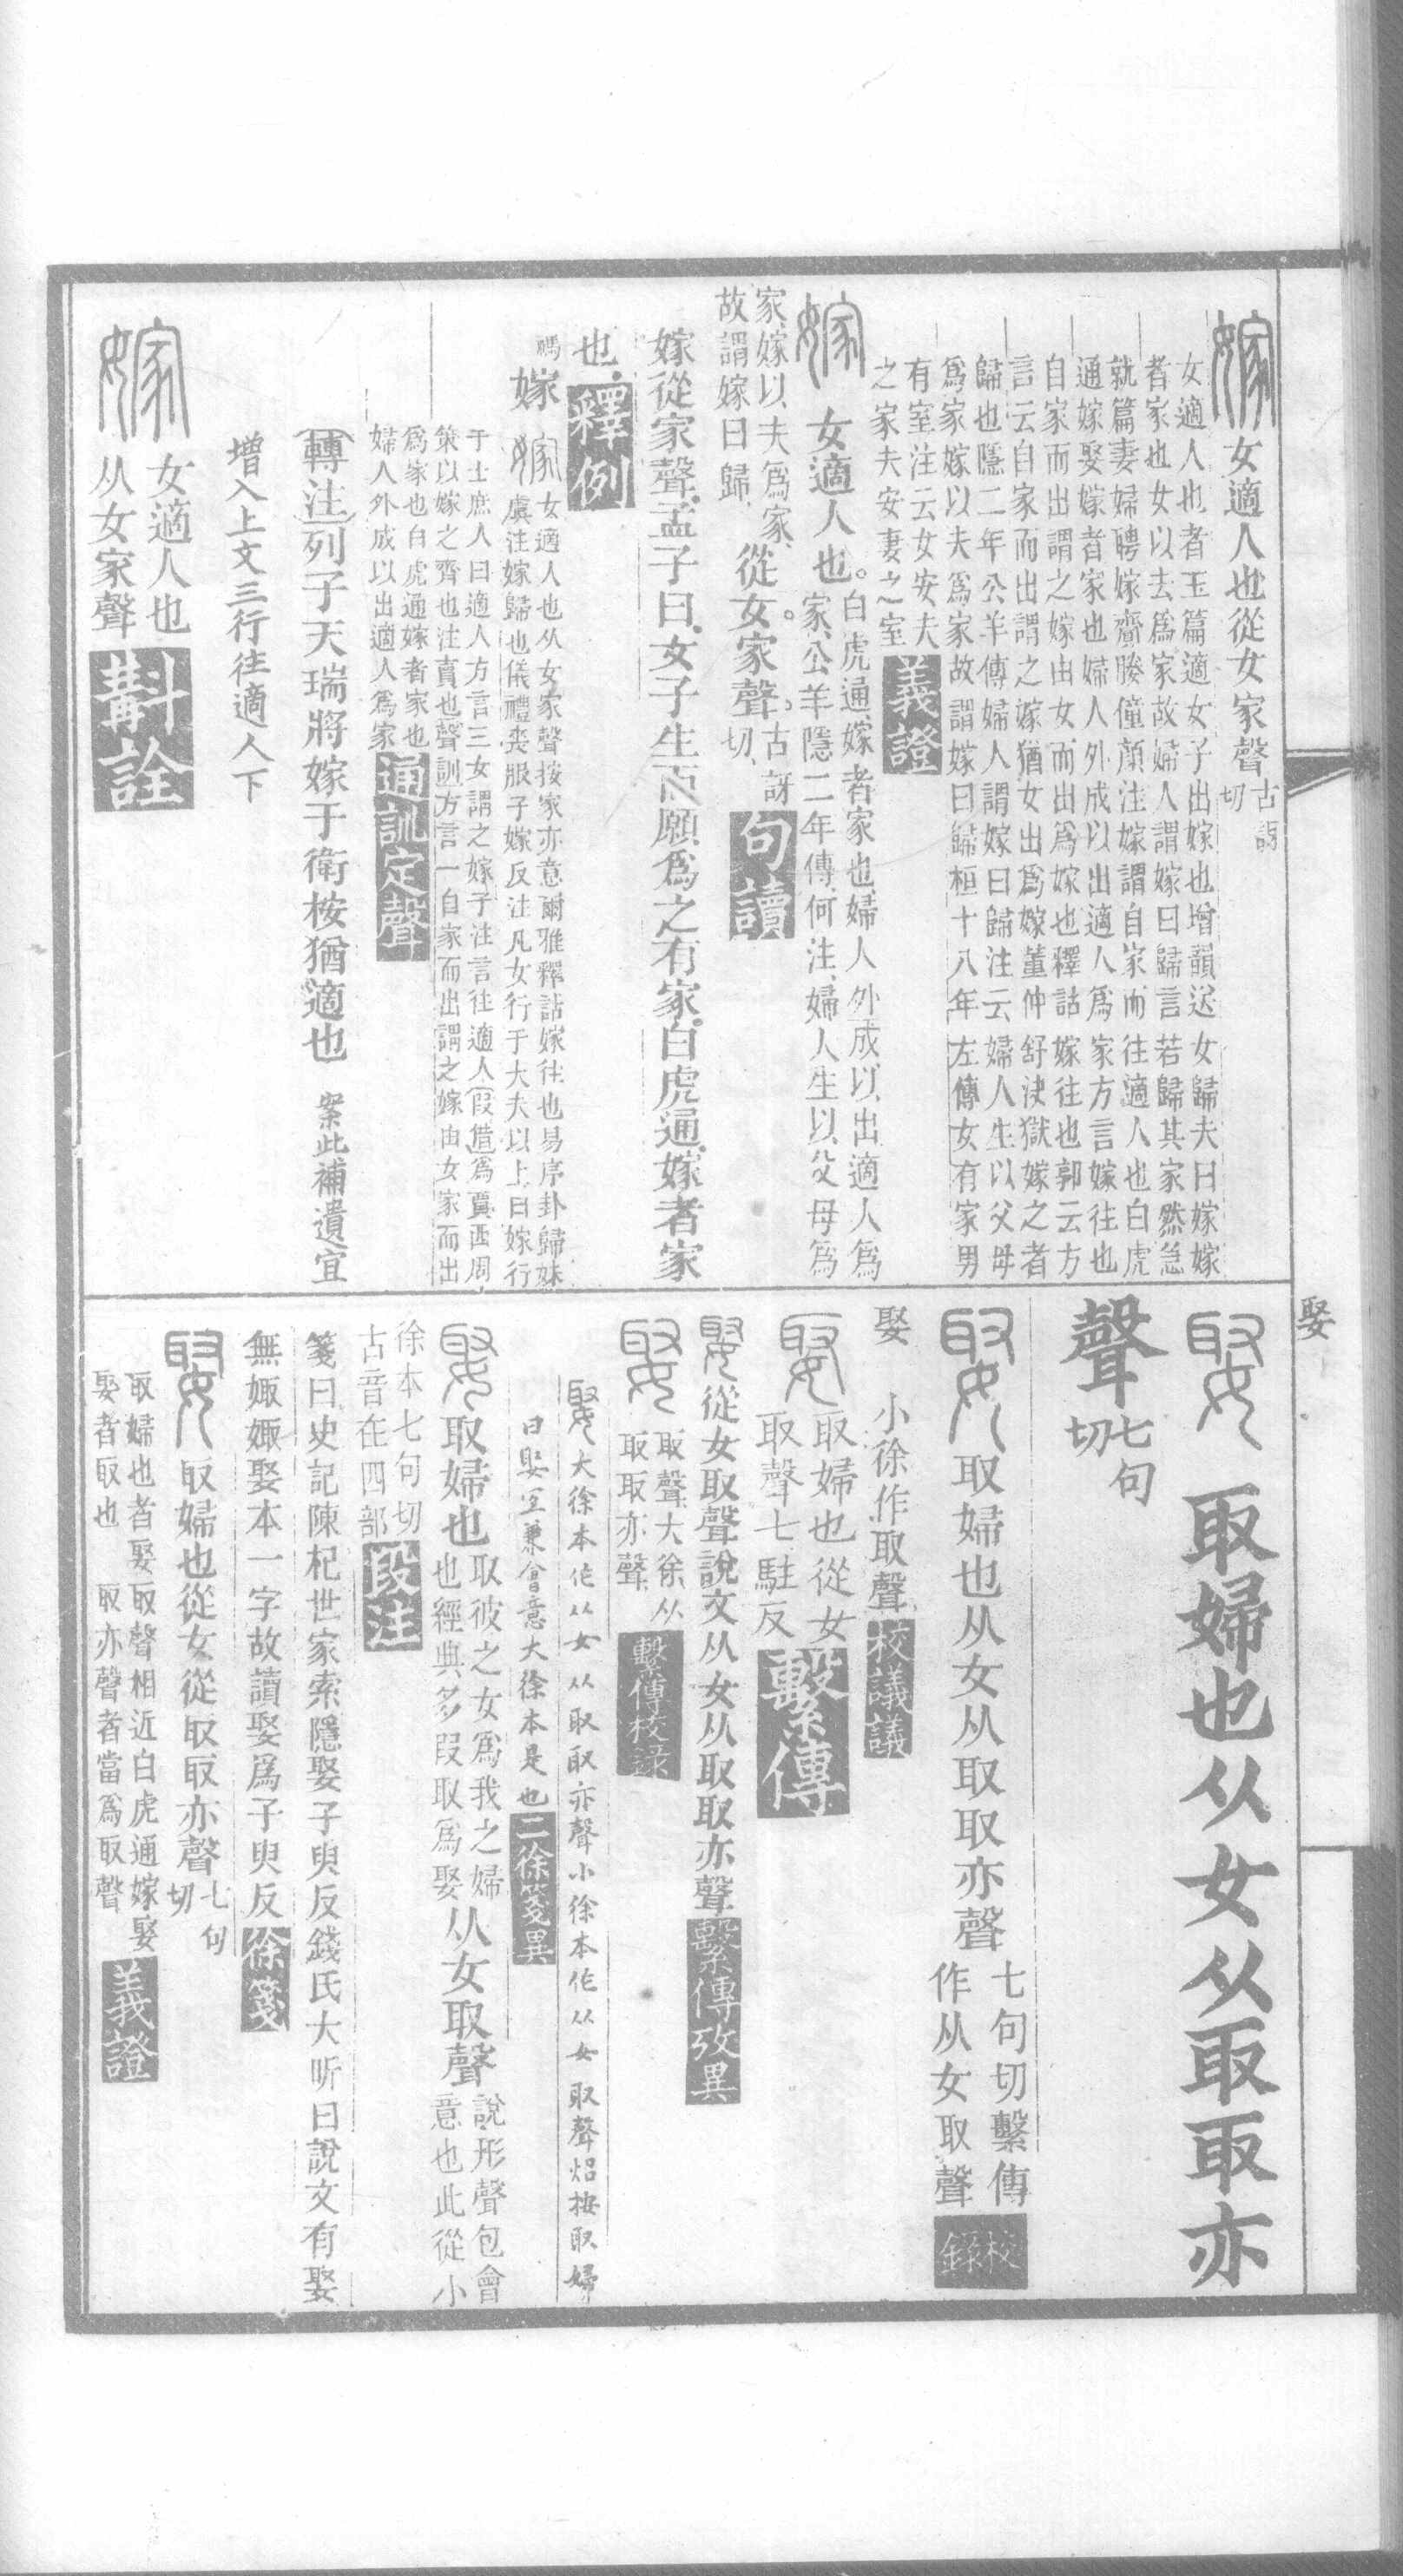 嫁女適人也從女家聲古訝切
女適人也者玉篇適女子出嫁也增韻送女歸夫曰嫁嫁
者家也女以去爲家故婦人謂嫁曰歸言若歸其家然急
就篇妻婦聘嫁齎媵僮顏注嫁謂自家而往適人也白虎
通嫁娶嫁者家也婦人外成以出適人爲家方言嫁往也
自家而出謂之嫁由女而出爲嫁也釋詁嫁往也郭云方
言云自家而出謂之嫁猶女出爲嫁董仲舒決獄嫁之者
歸也隱二年公羊傳婦人謂嫁曰歸注云婦人生以父母
爲家嫁以夫爲家故謂嫁曰歸桓十八年左傳女有家男
有室注云女安夫
之家夫安妻之室義證
嫁女適人也。白虎通、嫁者家也、婦人外成、以出適人爲
家、公羊隱二年傳、何注、婦人生以父母爲
家嫁以夫爲家、
故謂嫁曰歸、從女。家聲。古訝切、句讀
嫁從家聲、孟子曰、女子生而願爲之有家、白虎通、嫁者家
也、釋例
禡嫁嫁女適人也从女家聲按家亦意爾雅釋詁嫁往也易序卦歸妹
虞注嫁歸也儀禮喪服子嫁反注凡女行于大夫以上曰嫁行
于士庶人曰適人方言三女謂之嫁子注言往適人假借爲賈西周
策以嫁之齊也注賣也聲訓方言一自家而出謂之嫁由女家而出
爲嫁也白虎通嫁者家也
婦人外成以出適人爲家通訓定聲
轉注列子天瑞將嫁于衛桉猶適也 案此補遺宜
增入上文三行往適人下
嫁女適人也
从女家聲斠詮
娶
娶取婦也从女从取取亦
聲七句切
娶取婦也从女从取取亦聲七句切繫傳
作从女取聲校錄
娶 小徐作取聲校議議
娶取婦也從女
取聲七駐反繫傳
娶從女取聲說文从女从取取亦聲繫傳攷異
娶取聲大徐从
取取亦聲繫傳校錄
娶大徐本作从女从取取亦聲小徐本作从女取聲炤按取婦
曰娶宜兼會意大徐本是也二徐箋異
娶取婦也取彼之女爲我之婦
也經典多假取爲娶从女取聲說形聲包會
意也此從小
徐本七句切
古音在四部段注
箋曰史記陳杞世家索隱娶子臾反錢氏大昕曰說文有娶
無娵娵娶本一字故讀娶爲子臾反徐箋
娶取婦也從女從取取亦聲七句切
取婦也者娶取聲相近白虎通嫁娶
娶者取也 取亦聲者當爲取聲義證